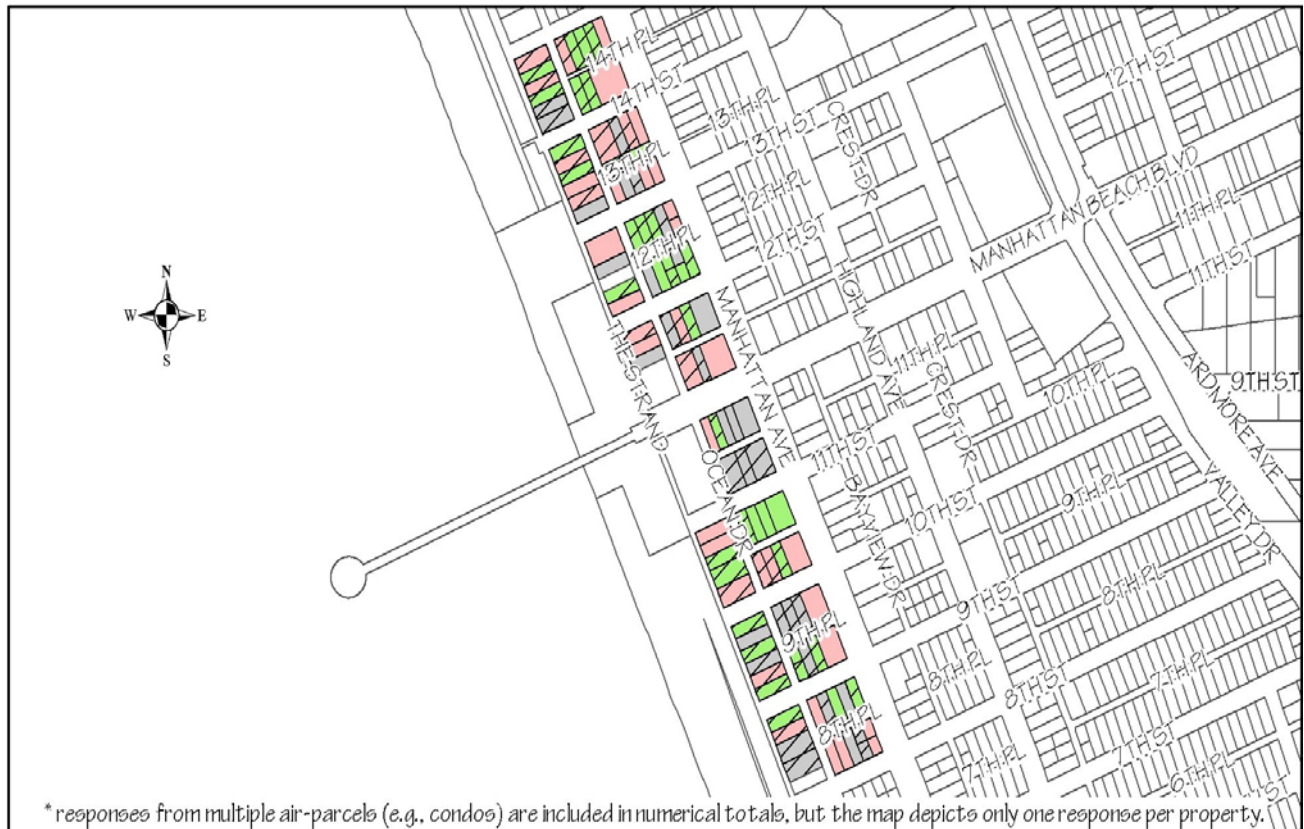 14TH PL
14TH ST
13TH PL
13TH ST
CREST DR
12TH ST
13TH PL
12TH PL
12TH ST
MANHATTAN BEACH BLVD
11TH PL
11TH ST
12TH PL
N
W E
S
THE STRAND
MANHATTAN AVE
HIGHLAND AVE
11TH PL
CREST DR
10TH PL
ARDMORE AVE
9TH ST
OCEAN DR
11TH ST
BAYVIEW DR
10TH ST
9TH PL
VALLEY DR
9TH ST
8TH PL
9TH PL
8TH PL
8TH ST
7TH PL
8TH PL
7TH PL
7TH ST
6TH PL
* responses from multiple air-parcels (e.g., condos) are included in numerical totals, but the map depicts only one response per property.